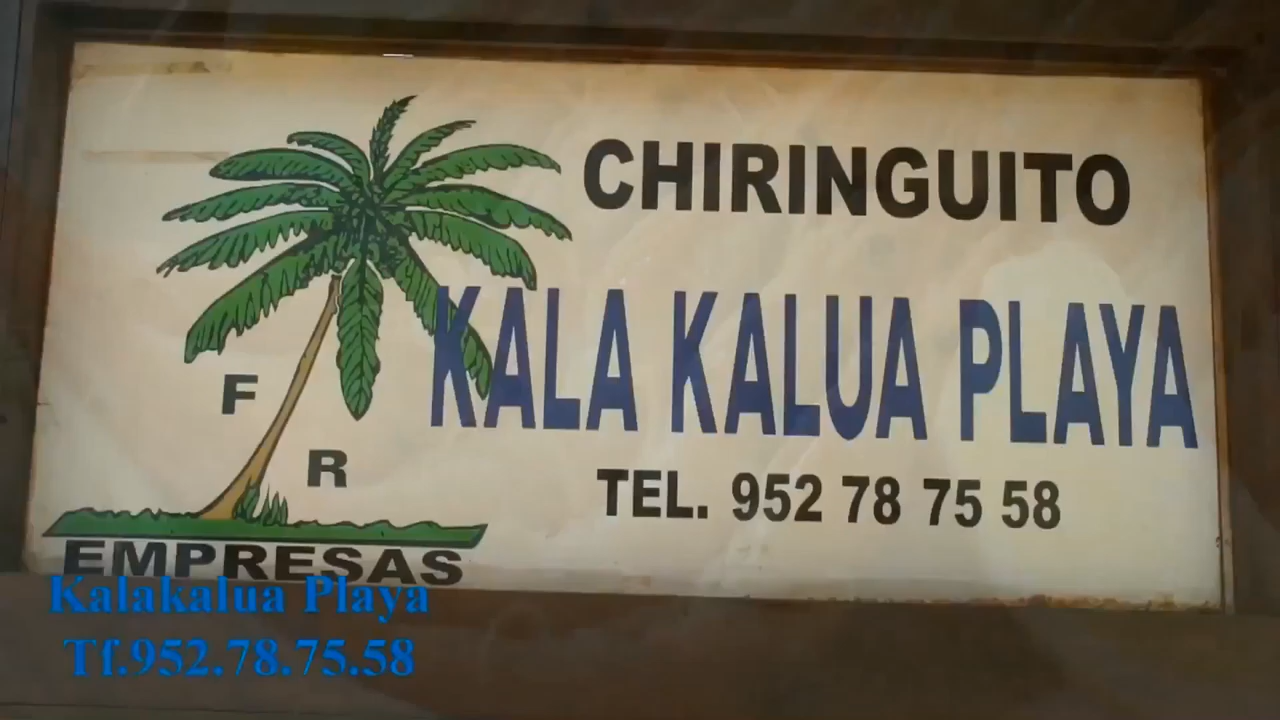 CHIRINGUITO
KALA KALUA PLAYA
TEL. 952 78 75 58
F
R
EMPRESAS
Kalakalua Playa
Tf.952.78.75.58